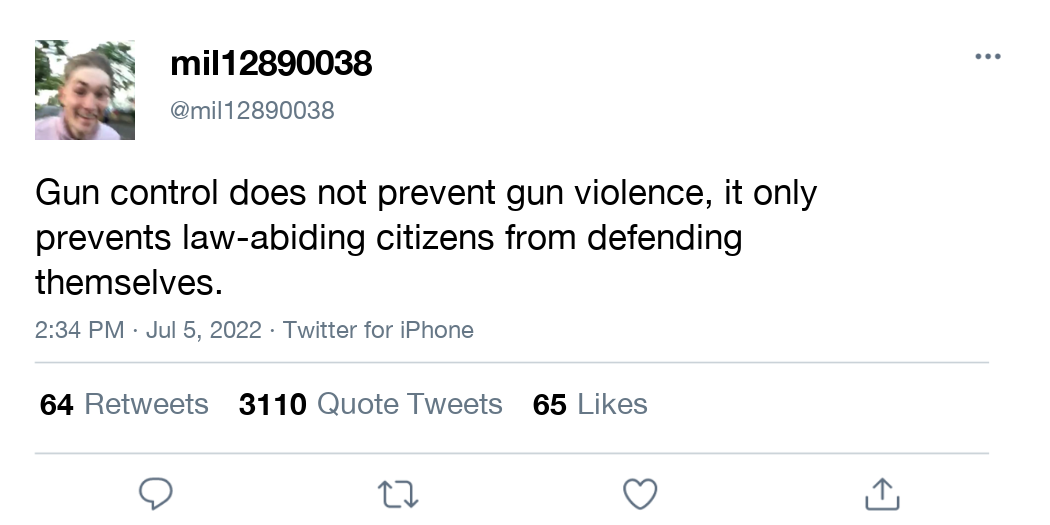 mil12890038
@mil12890038
Gun control does not prevent gun violence, it only
prevents law-abiding citizens from defending
themselves.
2:34 PM · Jul 5, 2022 · Twitter for iPhone
64 Retweets 3110 Quote Tweets 65 Likes